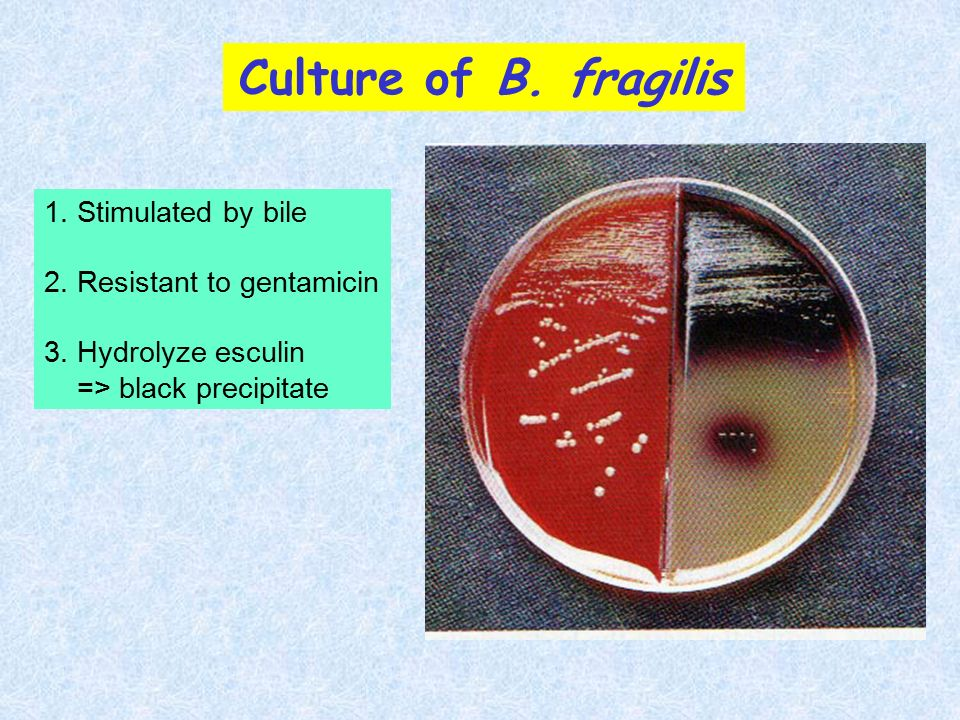 Culture of B. fragilis
1. Stimulated by bile
2. Resistant to gentamicin
3. Hydrolyze esculin
=> black precipitate